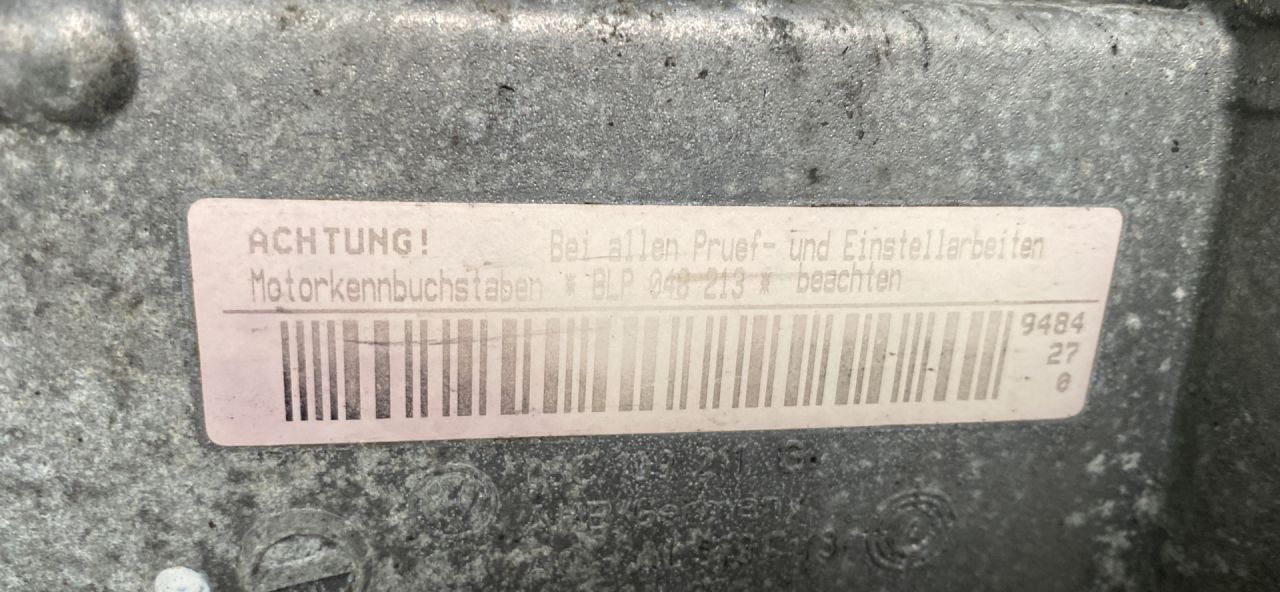 ACHTUNG! Bei allen Pruef- und Einstellarbeiten
Motorkennbuchstaben * BLP 048 213 * beachten
9484
27
0